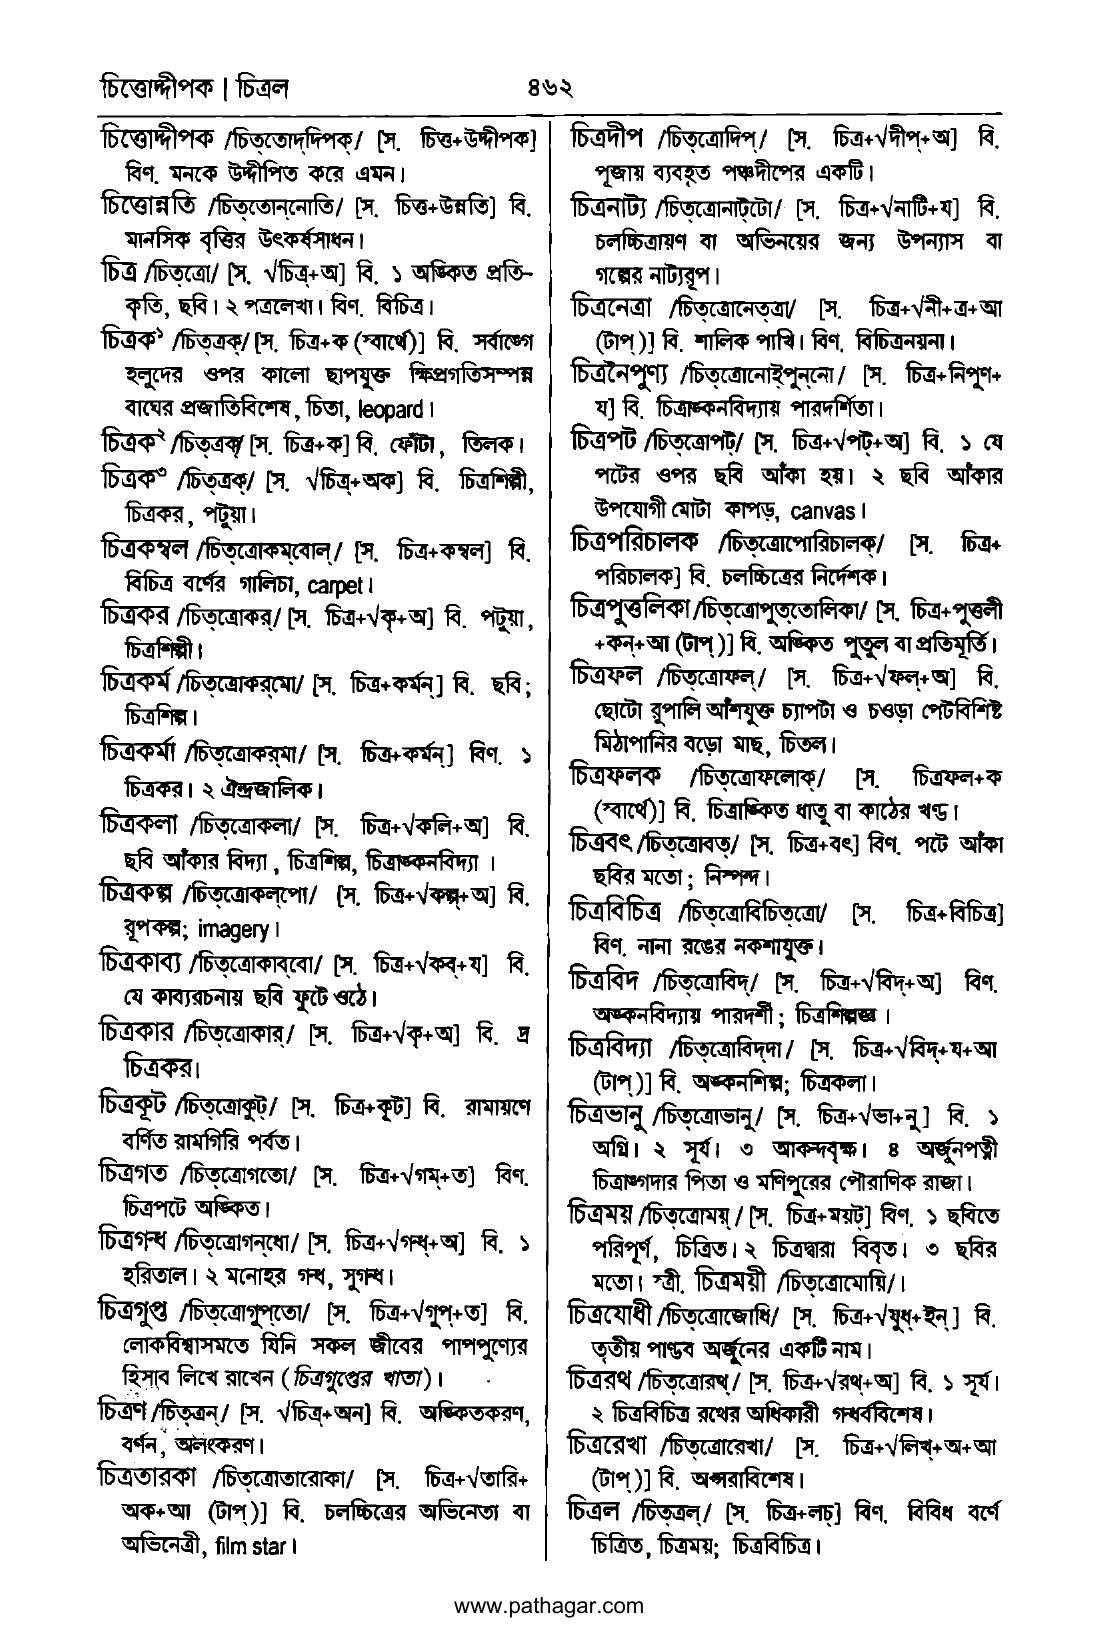 চিত্তোদ্দীপক | চিত্রল
৪৬২
চিত্তোদ্দীপক /চিত্‌তোদ্‌দিপক্‌/ [স. চিত্ত+উদ্দীপক]
বিণ. মনকে উদ্দীপিত করে এমন।
চিত্তোন্নতি /চিত্‌তোন্‌নোতি/ [স. চিত্ত+উন্নতি] বি.
মানসিক বৃত্তির উৎকর্ষসাধন।
চিত্র /চিত্‌ত্রো/ [স. √চিত্র্‌+অ] বি. ১ অঙ্কিত প্রতি-
কৃতি, ছবি। ২ পত্রলেখা। বিণ. বিচিত্র।
চিত্রক১ /চিত্‌ত্রক্‌/ [স. চিত্র+ক (স্বার্থে)] বি. সর্বাঙ্গে
হলুদের ওপর কালো ছাপযুক্ত ক্ষিপ্রগতিসম্পন্ন
বাঘের প্রজাতিবিশেষ, চিতা, leopard।
চিত্রক২ /চিত্‌ত্রক্‌/ [স. চিত্র+ক] বি. ফোঁটা, তিলক।
চিত্রক৩ /চিত্‌ত্রক্‌/ [স. √চিত্র্‌+অক] বি. চিত্রশিল্পী,
চিত্রকর, পটুয়া।
চিত্রকম্বল /চিত্‌ত্রোকম্‌বোল্‌/ [স. চিত্র+কম্বল] বি.
বিচিত্র বর্ণের গালিচা, carpet।
চিত্রকর /চিত্‌ত্রোকর্‌/ [স. চিত্র+√কৃ+অ] বি. পটুয়া,
চিত্রশিল্পী।
চিত্রকর্ম /চিত্‌ত্রোকর্‌মো/ [স. চিত্র+কর্মন্‌] বি. ছবি;
চিত্রশিল্প।
চিত্রকর্মা /চিত্‌ত্রোকর্‌মা/ [স. চিত্র+কর্মন্‌] বিণ. ১
চিত্রকর। ২ ঐন্দ্রজালিক।
চিত্রকলা /চিত্‌ত্রোকলা/ [স. চিত্র+√কলি+অ] বি.
ছবি আঁকার বিদ্যা, চিত্রশিল্প, চিত্রাঙ্কনবিদ্যা ।
চিত্রকল্প /চিত্‌ত্রোকল্‌পো/ [স. চিত্র+√কল্প্‌+অ] বি.
রূপকল্প; imagery।
চিত্রকাব্য /চিত্‌ত্রোকাব্‌বো/ [স. চিত্র+√কব্‌+য] বি.
যে কাব্যরচনায় ছবি ফুটে ওঠে।
চিত্রকার /চিত্‌ত্রোকার্‌/ [স. চিত্র+√কৃ+অ] বি. দ্র
চিত্রকর।
চিত্রকূট /চিত্‌ত্রোকুট্‌/ [স. চিত্র+কূট] বি. রামায়ণে
বর্ণিত রামগিরি পর্বত।
চিত্রগত /চিত্‌ত্রোগতো/ [স. চিত্র+√গম্‌+ত] বিণ.
চিত্রপটে অঙ্কিত।
চিত্রগন্ধ /চিত্‌ত্রোগন্‌ধো/ [স. চিত্র+√গন্ধ্‌+অ] বি. ১
হরিতাল। ২ মনোহর গন্ধ, সুগন্ধ।
চিত্রগুপ্ত /চিত্‌ত্রোগুপ্‌তো/ [স. চিত্র+√গুপ্‌+ত] বি.
লোকবিশ্বাসমতে যিনি সকল জীবের পাপপুণ্যের
হিসাব লিখে রাখেন (চিত্রগুপ্তের খাতা)।
চিত্রণ /চিত্‌ত্রন্‌/ [স. √চিত্র্‌+অন] বি. অঙ্কিতকরণ,
বর্ণন, অলংকরণ।
চিত্রতারকা /চিত্‌ত্রোতারোকা/ [স. চিত্র+√তারি+
অক+আ (টাপ্‌)] বি. চলচ্চিত্রের অভিনেতা বা
অভিনেত্রী, film star।
চিত্রদীপ /চিত্‌ত্রোদিপ্‌/ [স. চিত্র+√দীপ্‌+অ] বি.
পূজায় ব্যবহৃত পঞ্চদীপের একটি।
চিত্রনাট্য /চিত্‌ত্রোনাট্‌টো/ [স. চিত্র+√নাটি+য] বি.
চলচ্চিত্রায়ণ বা অভিনয়ের জন্য উপন্যাস বা
গল্পের নাট্যরূপ।
চিত্রনেত্রা /চিত্‌ত্রোনেত্‌ত্রা/ [স. চিত্র+√নী+ত্র+আ
(টাপ্‌)] বি. শালিক পাখি। বিণ. বিচিত্রনয়না।
চিত্রনৈপুণ্য /চিত্‌ত্রোনোইপুন্‌নো/ [স. চিত্র+নিপুণ+
য] বি. চিত্রাঙ্কনবিদ্যায় পারদর্শিতা।
চিত্রপট /চিত্‌ত্রোপট্‌/ [স. চিত্র+√পট্‌+অ] বি. ১ যে
পটের ওপর ছবি আঁকা হয়। ২ ছবি আঁকার
উপযোগী মোটা কাপড়, canvas।
চিত্রপরিচালক /চিত্‌ত্রোপোরিচালক্‌/ [স. চিত্র+
পরিচালক] বি. চলচ্চিত্রের নির্দেশক।
চিত্রপুত্তলিকা /চিত্‌ত্রোপুত্‌তোলিকা/ [স. চিত্র+পুত্তলী
+কন্‌+আ (টাপ্‌)] বি. অঙ্কিত পুতুল বা প্রতিমূর্তি।
চিত্রফল /চিত্‌ত্রোফল্‌/ [স. চিত্র+√ফল্‌+অ] বি.
ছোটো রুপালি আঁশযুক্ত চ্যাপটা ও চওড়া পেটবিশিষ্ট
মিঠাপানির বড়ো মাছ, চিতল।
চিত্রফলক /চিত্‌ত্রোফলোক্‌/ [স. চিত্রফল+ক
(স্বার্থে)] বি. চিত্রাঙ্কিত ধাতু বা কাঠের খণ্ড।
চিত্রবৎ /চিত্‌ত্রোবত্‌/ [স. চিত্র+বৎ] বিণ. পটে আঁকা
ছবির মতো; নিস্পন্দ।
চিত্রবিচিত্র /চিত্‌ত্রোবিচিত্‌ত্রো/ [স. চিত্র+বিচিত্র]
বিণ. নানা রঙের নকশাযুক্ত।
চিত্রবিদ /চিত্‌ত্রোবিদ্‌/ [স. চিত্র+√বিদ্‌+অ] বিণ.
অঙ্কনবিদ্যায় পারদর্শী; চিত্রশিল্পজ্ঞ ।
চিত্রবিদ্যা /চিত্‌ত্রোবিদ্‌দা/ [স. চিত্র+√বিদ্‌+য+আ
(টাপ্‌)] বি. অঙ্কনশিল্প; চিত্রকলা।
চিত্রভানু /চিত্‌ত্রোভানু/ [স. চিত্র+√ভা+নু] বি. ১
অগ্নি। ২ সূর্য। ৩ আকন্দবৃক্ষ। ৪ অর্জুনপত্নী
চিত্রাঙ্গদার পিতা ও মণিপুরের পৌরাণিক রাজা।
চিত্রময় /চিত্‌ত্রোময়্‌/ [স. চিত্র+ময়ট্‌] বিণ. ১ ছবিতে
পরিপূর্ণ, চিত্রিত। ২ চিত্রদ্বারা বিবৃত। ৩ ছবির
মতো। স্ত্রী. চিত্রময়ী /চিত্‌ত্রোমোয়ি/।
চিত্রযোধী /চিত্‌ত্রোজোধি/ [স. চিত্র+√যুধ্‌+ইন্‌] বি.
তৃতীয় পাণ্ডব অর্জুনের একটি নাম।
চিত্ররথ /চিত্‌ত্রোরথ্‌/ [স. চিত্র+√রথ্‌+অ] বি. ১ সূর্য।
২ চিত্রবিচিত্র রথের অধিকারী গন্ধর্ববিশেষ।
চিত্ররেখা /চিত্‌ত্রোরেখা/ [স. চিত্র+√লিখ্‌+অ+আ
(টাপ্‌)] বি. অপ্সরাবিশেষ।
চিত্রল /চিত্‌ত্রল্‌/ [স. চিত্র+লচ্‌] বিণ. বিবিধ বর্ণে
চিত্রিত, চিত্রময়; চিত্রবিচিত্র।
www.pathagar.com